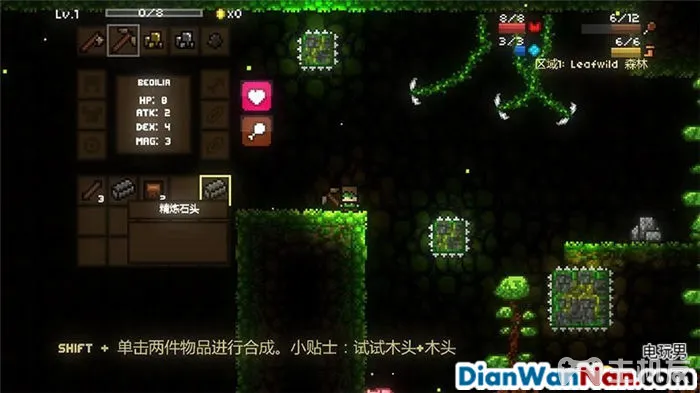 Lv.1
0/8
x0
8/8
6/12
3/3
6/6
区域1: Leafwild 森林
BEOILIA
HP: 8
ATK: 2
DEX: 4
MAG: 3
3
2
精炼石头
SHIFT + 单击两件物品进行合成。小贴士：试试木头+木头
电玩男
DianWanNan.com